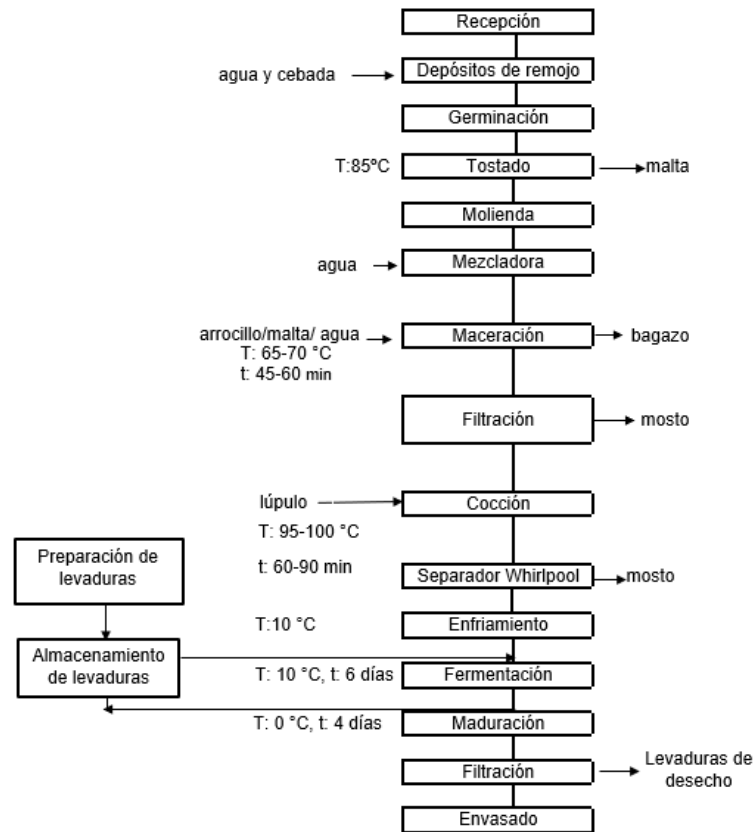 Recepción
agua y cebada
Depósitos de remojo
Germinación
T:85°C
Tostado
malta
Molienda
agua
Mezcladora
arrocillo/malta/ agua
T: 65-70 °C
t: 45-60 min
Maceración
bagazo
Filtración
mosto
lúpulo
Cocción
T: 95-100 °C
t: 60-90 min
Preparación de
levaduras
Separador Whirlpool
mosto
T:10 °C
Enfriamiento
Almacenamiento
de levaduras
T: 10 °C, t: 6 días
Fermentación
T: 0 °C, t: 4 días
Maduración
Filtración
Levaduras de
desecho
Envasado